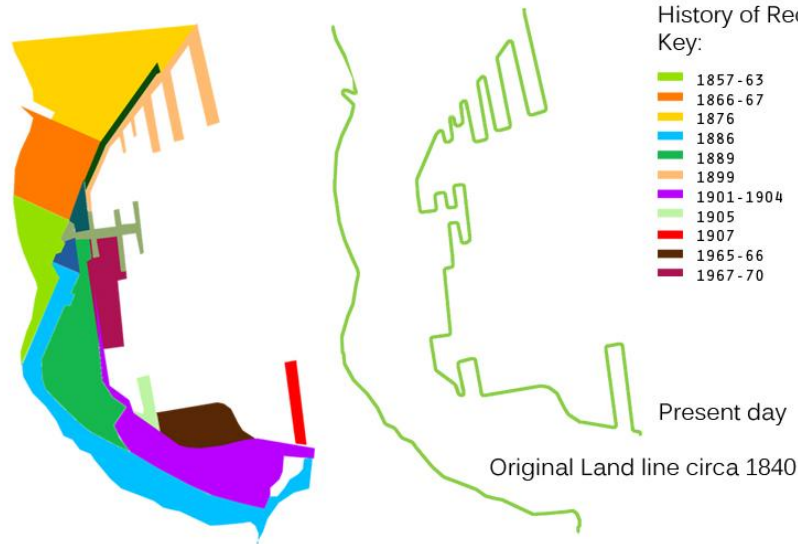 History of Rec
Key:
1857-63
1866-67
1876
1886
1889
1899
1901-1904
1905
1907
1965-66
1967-70
Present day
Original Land line circa 1840